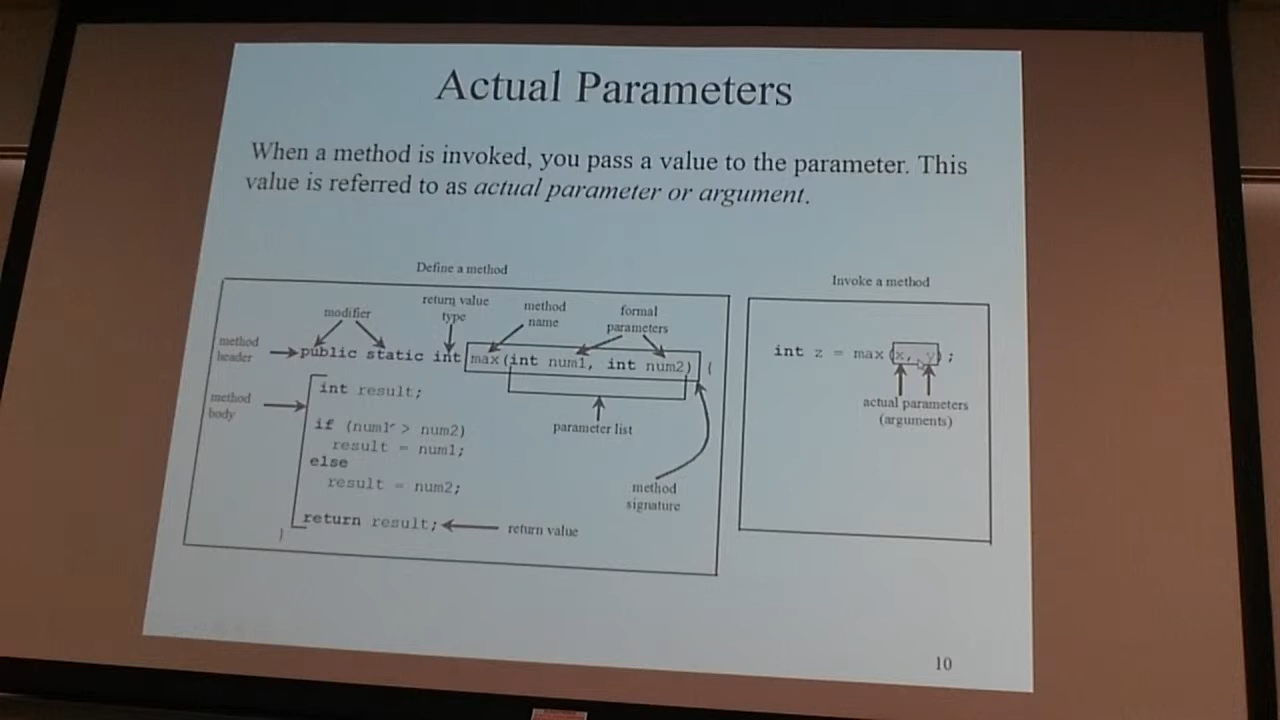 Actual Parameters
When a method is invoked, you pass a value to the parameter. This
value is referred to as actual parameter or argument.
Define a method
modifier
return value
type
method
name
formal
parameters
method
header
public static int max(int num1, int num2) {
method
body
int result;
if (num1 > num2)
result = num1;
else
result = num2;
return result;
}
parameter list
method
signature
return value
Invoke a method
int z = max(x, y);
actual parameters
(arguments)
10